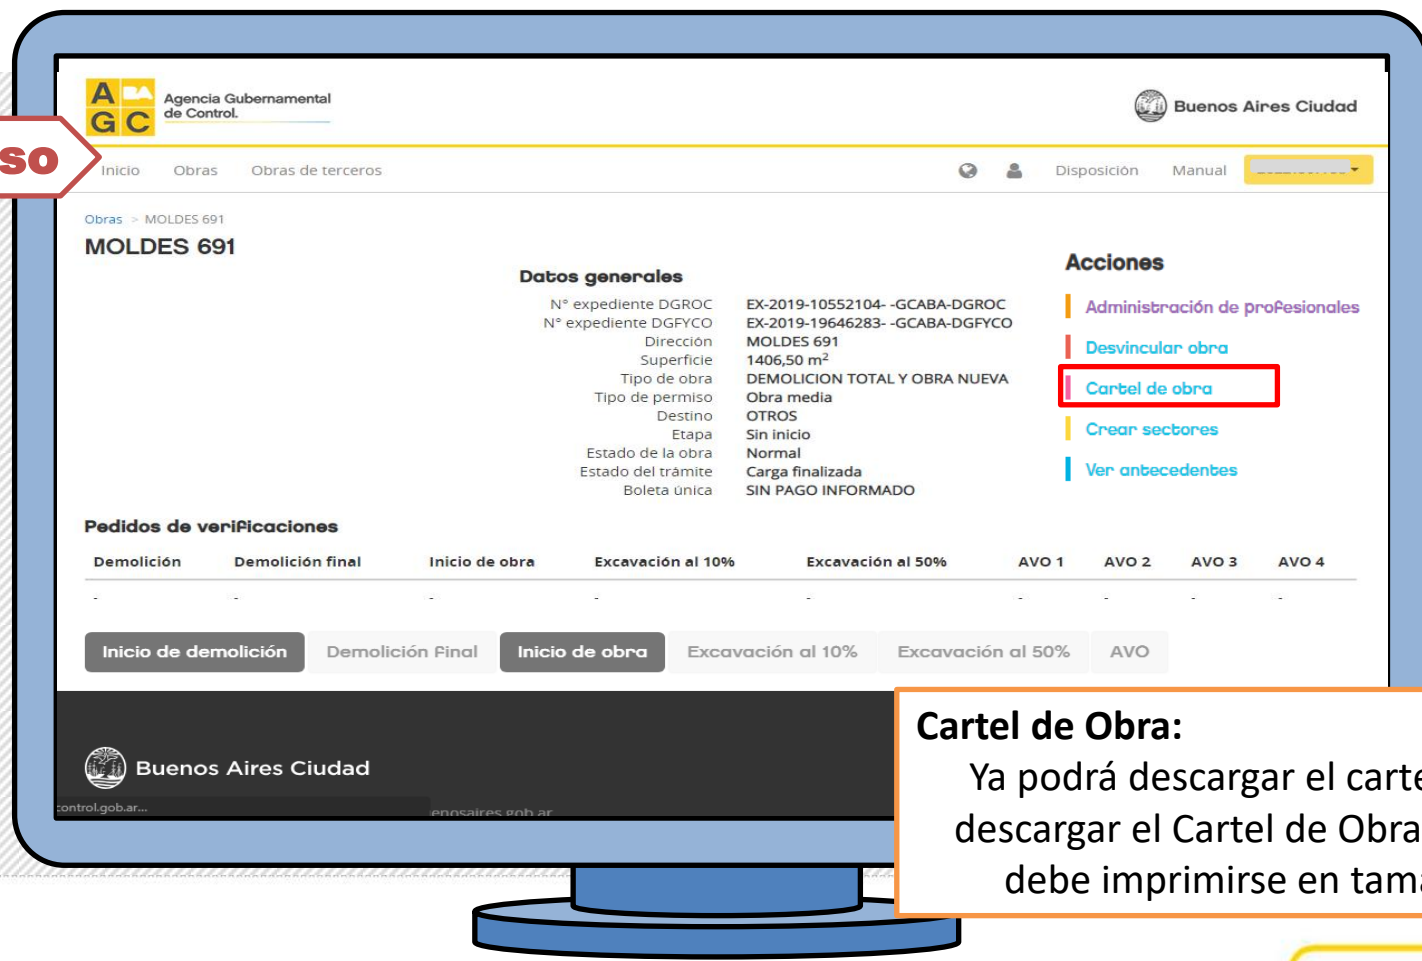 A
G C
Agencia Gubernamental
de Control.
Buenos Aires Ciudad
SO
Inicio Obras Obras de terceros Disposición Manual
Obras > MOLDES 691
MOLDES 691
Datos generales
N° expediente DGROC EX-2019-10552104- -GCABA-DGROC
N° expediente DGFYCO EX-2019-19646283- -GCABA-DGFYCO
Dirección MOLDES 691
Superficie 1406,50 m²
Tipo de obra DEMOLICION TOTAL Y OBRA NUEVA
Tipo de permiso Obra media
Destino OTROS
Etapa Sin inicio
Estado de la obra Normal
Estado del trámite Carga finalizada
Boleta única SIN PAGO INFORMADO
Acciones
Administración de profesionales
Desvincular obra
Cartel de obra
Crear sectores
Ver antecedentes
Pedidos de verificaciones
Demolición Demolición final Inicio de obra Excavación al 10% Excavación al 50% AVO 1 AVO 2 AVO 3 AVO 4
- - - - - - - - -
Inicio de demolición Demolición Final Inicio de obra Excavación al 10% Excavación al 50% AVO
Buenos Aires Ciudad
control.gob.ar...
enosaires.gob.ar
Cartel de Obra:
Ya podrá descargar el carte
descargar el Cartel de Obra
debe imprimirse en tama